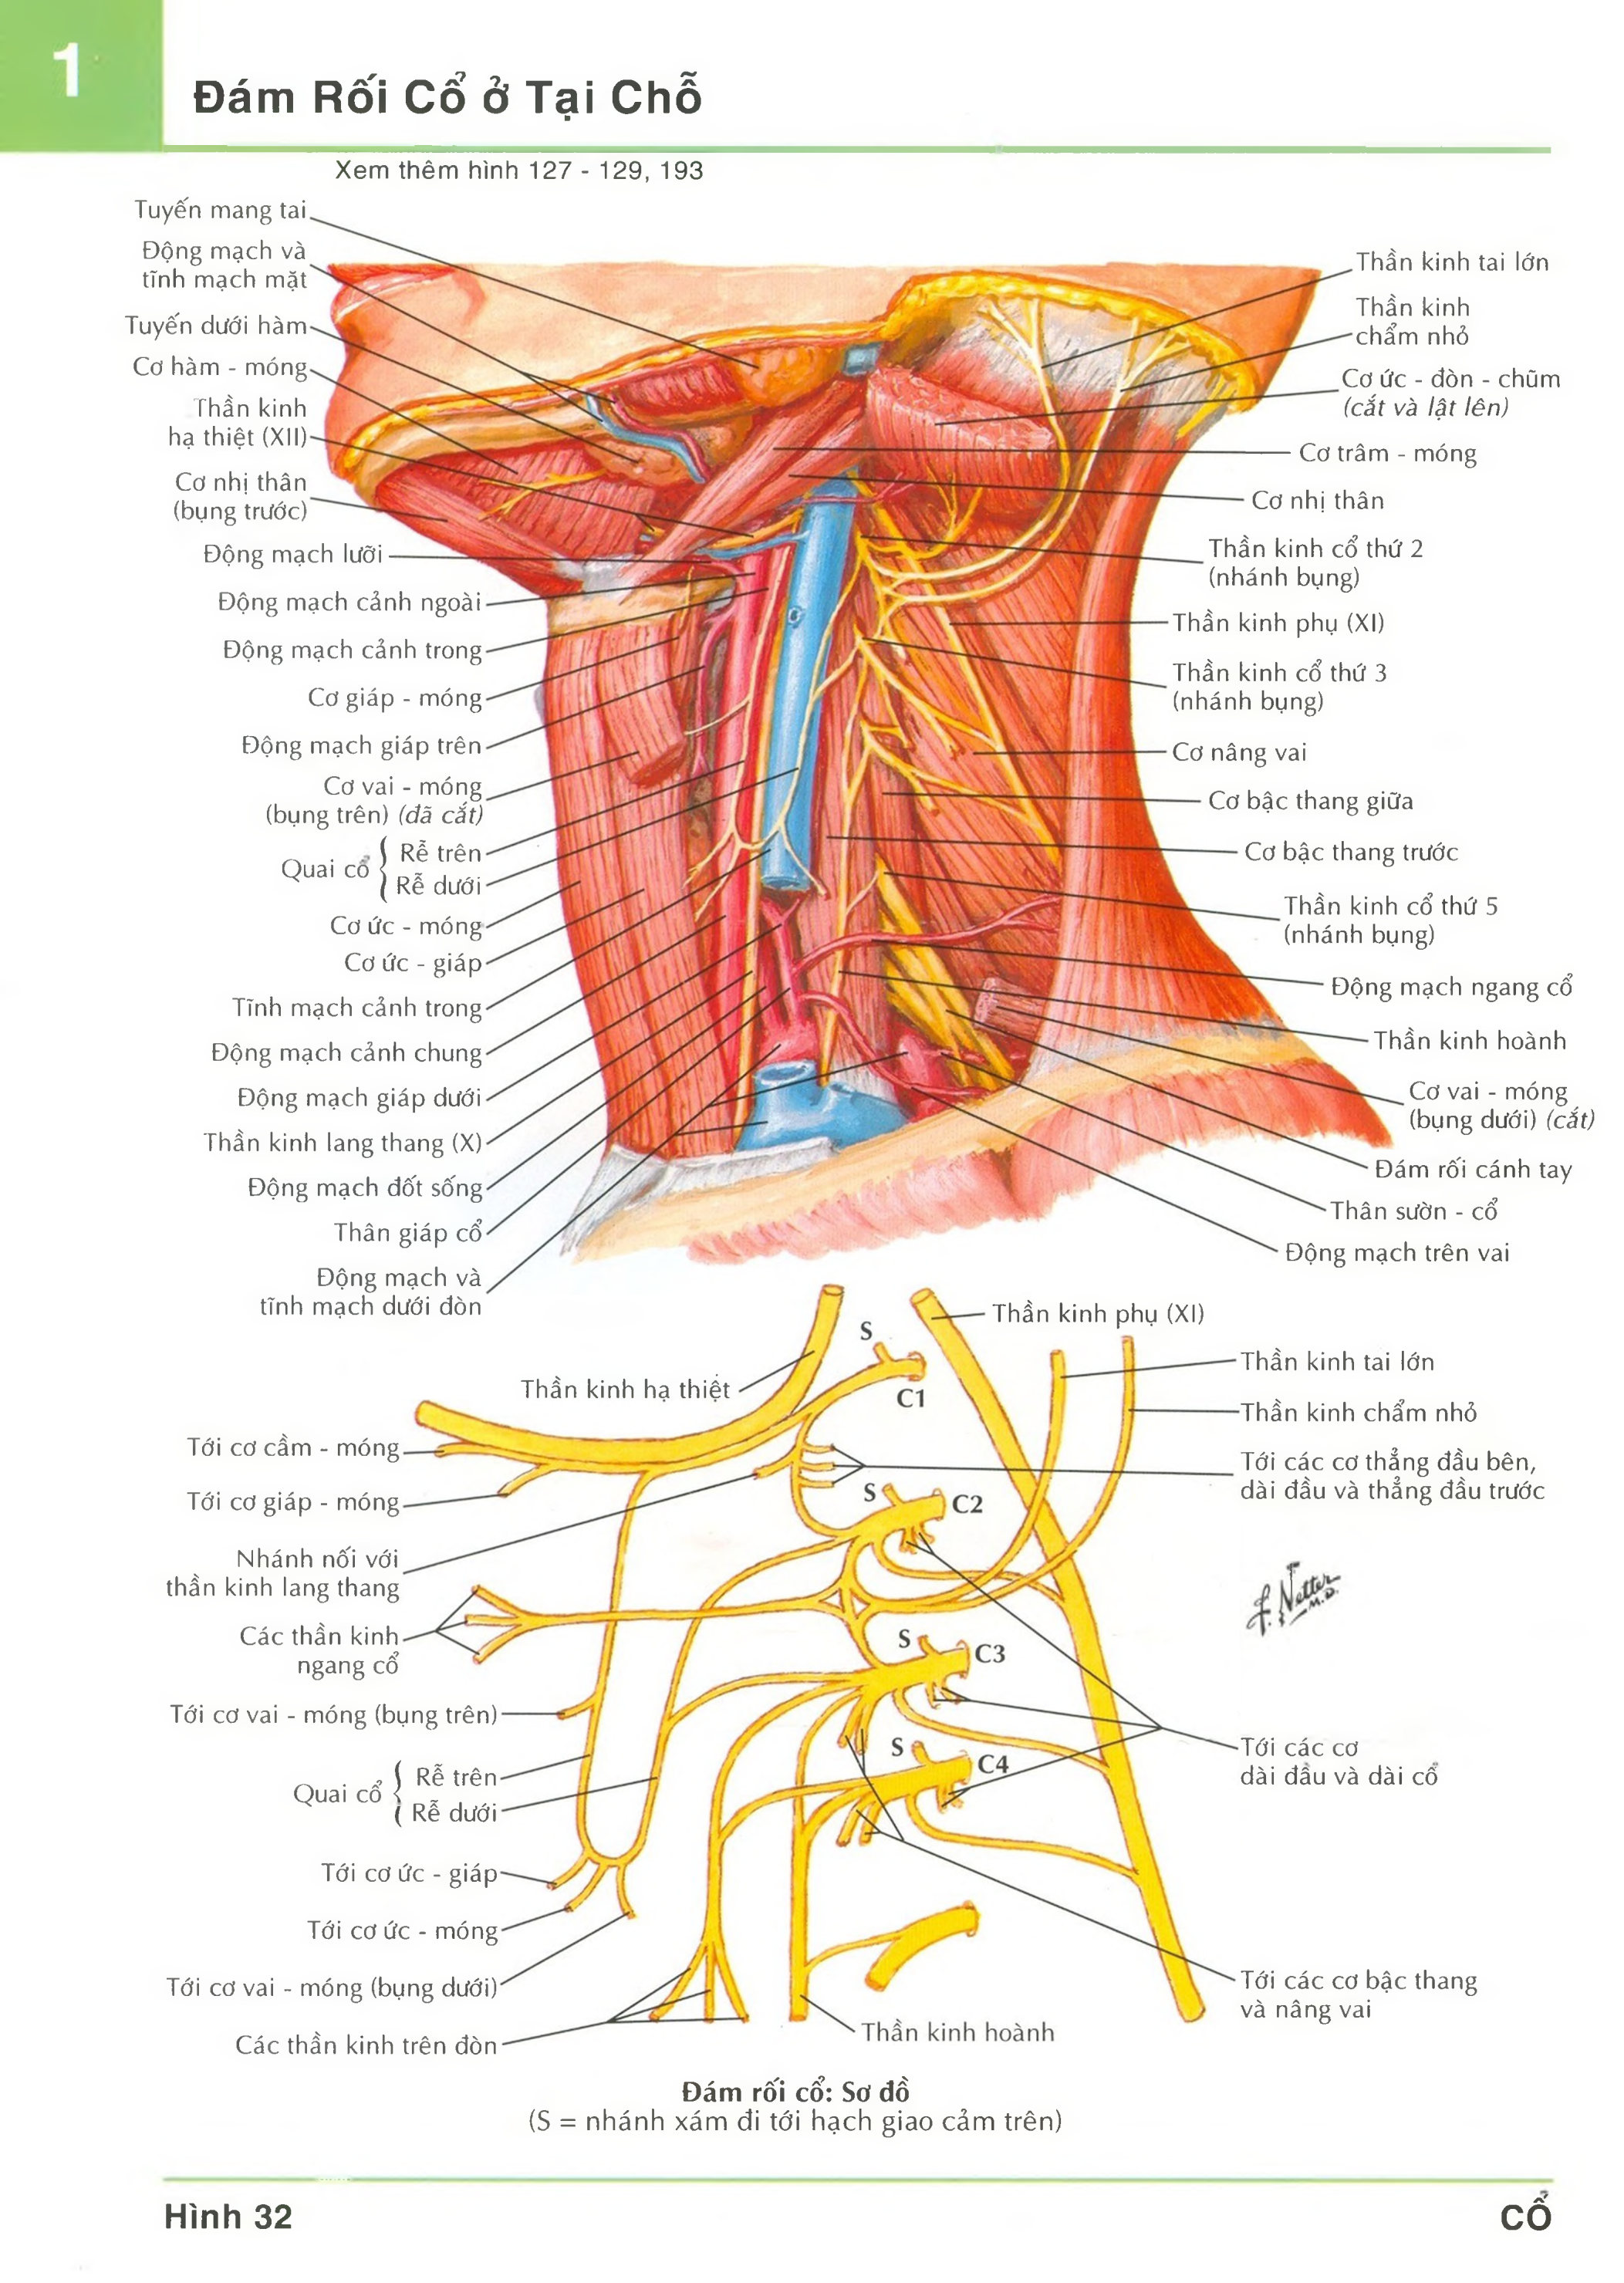 1
Đám Rối Cổ ở Tại Chỗ
Xem thêm hình 127 - 129, 193
Tuyến mang tai
Động mạch và
tĩnh mạch mặt
Tuyến dưới hàm
Cơ hàm - móng
Thần kinh
hạ thiệt (XII)
Cơ nhị thân
(bụng trước)
Động mạch lưỡi
Động mạch cảnh ngoài
Động mạch cảnh trong
Cơ giáp - móng
Động mạch giáp trên
Cơ vai - móng
(bụng trên) (đã cắt)
Quai cổ
Rễ trên
Rễ dưới
Cơ ức - móng
Cơ ức - giáp
Tĩnh mạch cảnh trong
Động mạch cảnh chung
Động mạch giáp dưới
Thần kinh lang thang (X)
Động mạch đốt sống
Thân giáp cổ
Động mạch và
tĩnh mạch dưới đòn
Thần kinh tai lớn
Thần kinh
chẩm nhỏ
Cơ ức - đòn - chũm
(cắt và lật lên)
Cơ trâm - móng
Cơ nhị thân
Thần kinh cổ thứ 2
(nhánh bụng)
Thần kinh phụ (XI)
Thần kinh cổ thứ 3
(nhánh bụng)
Cơ nâng vai
Cơ bậc thang giữa
Cơ bậc thang trước
Thần kinh cổ thứ 5
(nhánh bụng)
Động mạch ngang cổ
Thần kinh hoành
Cơ vai - móng
(bụng dưới) (cắt)
Đám rối cánh tay
Thân sườn - cổ
Động mạch trên vai
Thần kinh hạ thiệt
Tới cơ cằm - móng
Tới cơ giáp - móng
Nhánh nối với
thần kinh lang thang
Các thần kinh
ngang cổ
Tới cơ vai - móng (bụng trên)
Quai cổ
Rễ trên
Rễ dưới
Tới cơ ức - giáp
Tới cơ ức - móng
Tới cơ vai - móng (bụng dưới)
Các thần kinh trên đòn
S
C1
S
C2
S
C3
S
C4
Thần kinh phụ (XI)
Thần kinh tai lớn
Thần kinh chẩm nhỏ
Tới các cơ thẳng đầu bên,
dài đầu và thẳng đầu trước
F. Netter
M.D.
Tới các cơ
dài đầu và dài cổ
Tới các cơ bậc thang
và nâng vai
Thần kinh hoành
Đám rối cổ: Sơ đồ
(S = nhánh xám đi tới hạch giao cảm trên)
Hình 32
CỔ